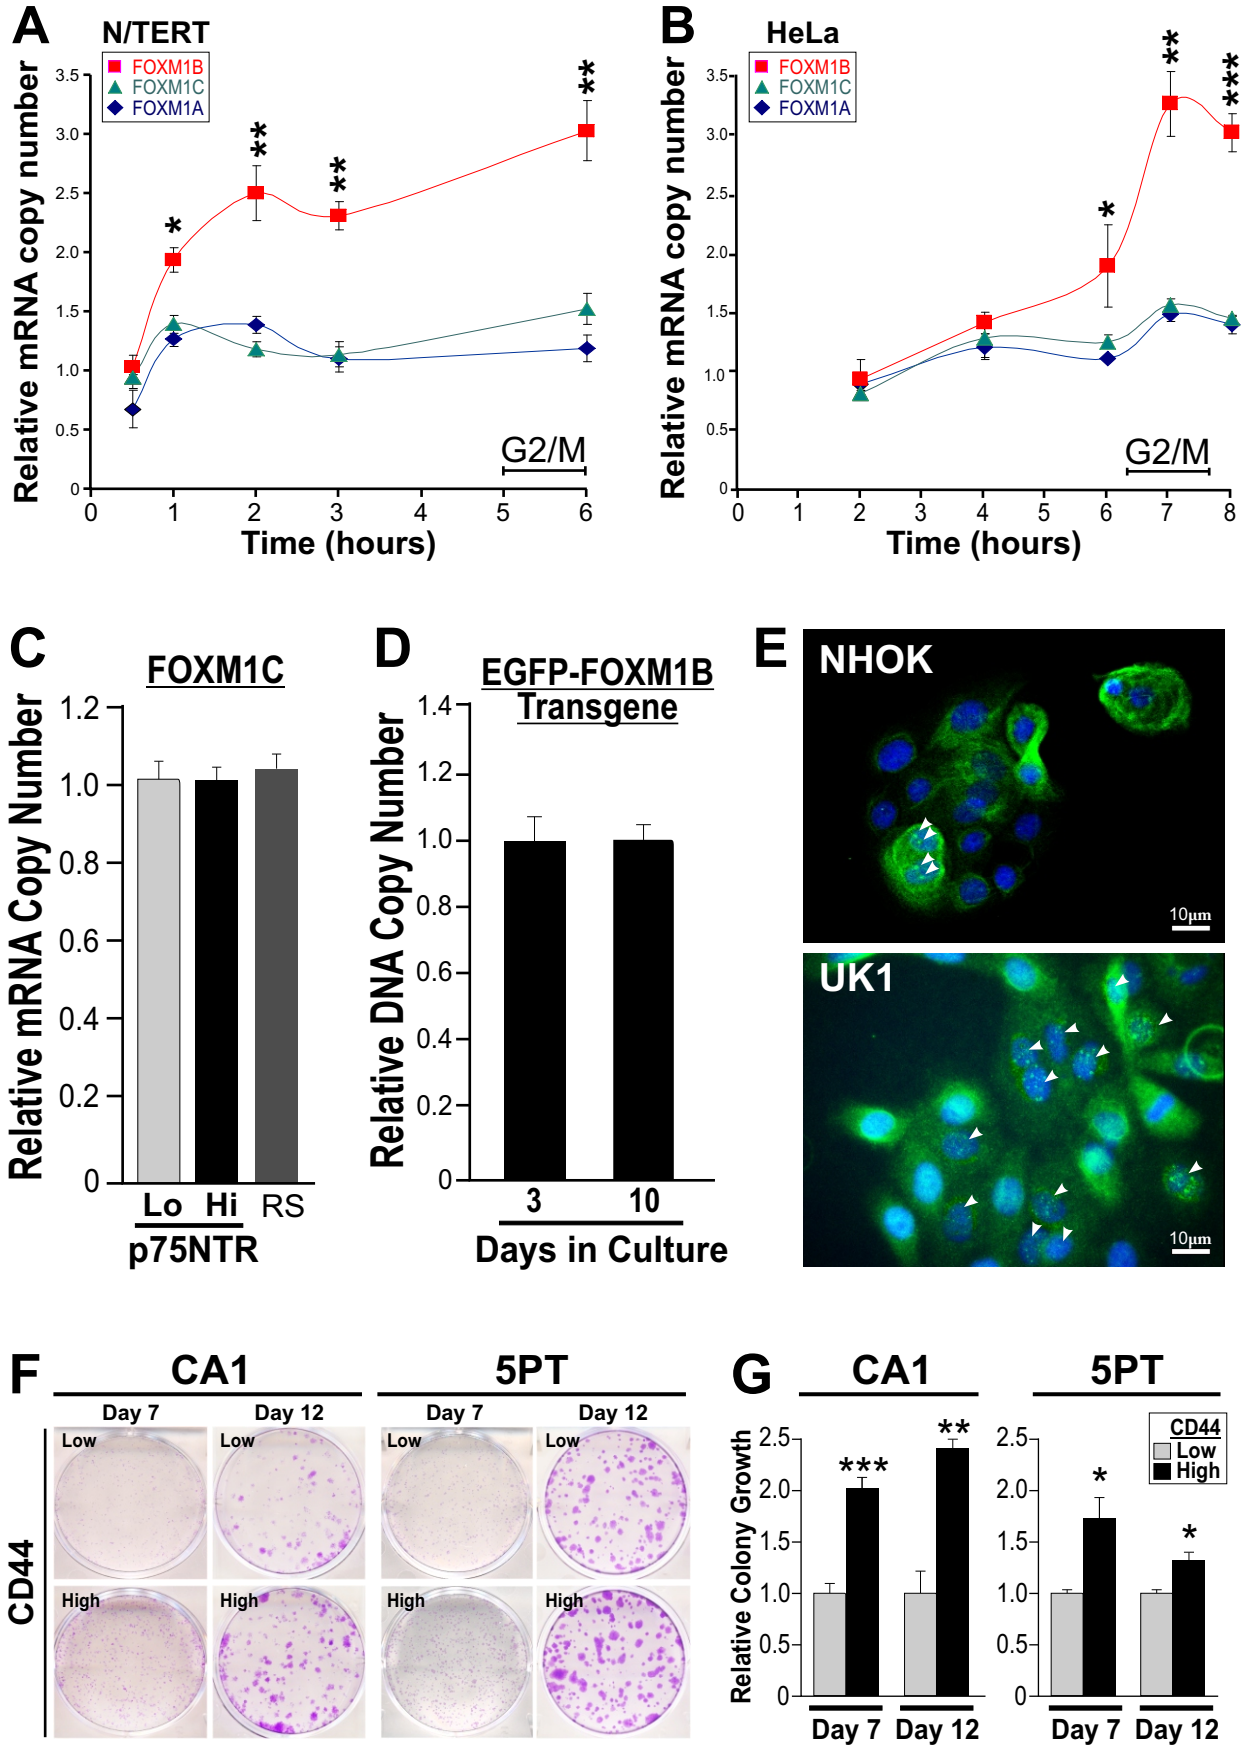 A
N/TERT
FOXM1B
FOXM1C
FOXM1A
Relative mRNA copy number
3.5
3.0
2.5
2.0
1.5
1.0
0.5
0
*
**
**
**
G2/M
0 1 2 3 4 5 6
Time (hours)
B
HeLa
FOXM1B
FOXM1C
FOXM1A
Relative mRNA copy number
3.5
3.0
2.5
2.0
1.5
1.0
0.5
0
*
**
***
G2/M
0 1 2 3 4 5 6 7 8
Time (hours)
C
FOXM1C
Relative mRNA Copy Number
1.2
1.0
0.8
0.6
0.4
0.2
0
Lo Hi RS
p75NTR
D
EGFP-FOXM1B
Transgene
Relative DNA Copy Number
1.4
1.2
1.0
0.8
0.6
0.4
0.2
0
3 10
Days in Culture
E
NHOK
10µm
UK1
10µm
F
CA1 5PT
Day 7 Day 12 Day 7 Day 12
CD44
Low Low Low Low
High High High High
G
CA1 5PT
CD44
Low
High
Relative Colony Growth
2.5
2.0
1.5
1.0
0.5
0
*** **
Day 7 Day 12
2.5
2.0
1.5
1.0
0.5
0
* *
Day 7 Day 12